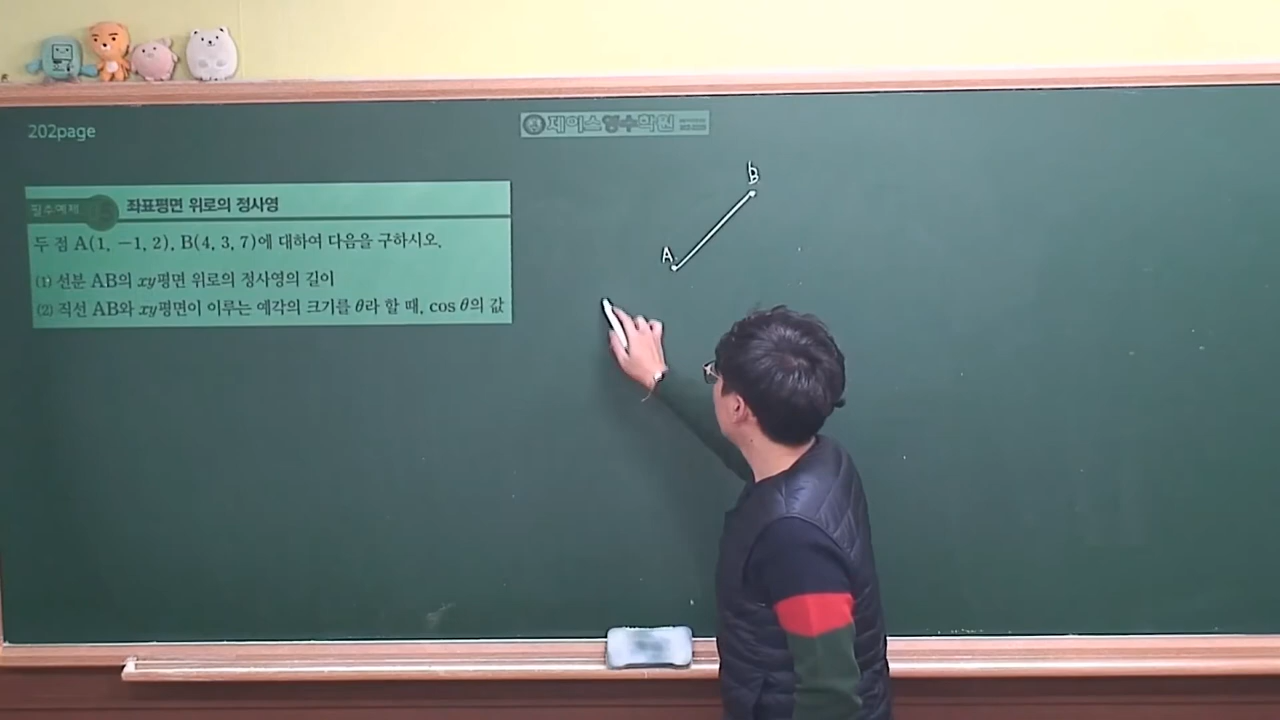 202page
제이스영수학원
필수예제
좌표평면 위로의 정사영
두 점 A(1, −1, 2), B(4, 3, 7)에 대하여 다음을 구하시오.
(1) 선분 AB의 xy평면 위로의 정사영의 길이
(2) 직선 AB와 xy평면이 이루는 예각의 크기를 θ라 할 때, cos θ의 값
B
A